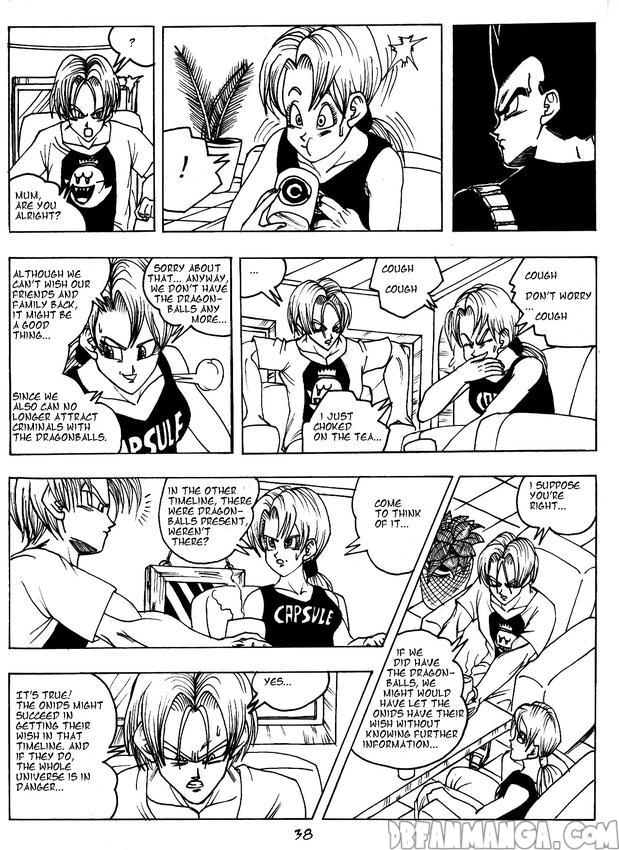 ?
MUM,
ARE YOU
ALRIGHT?
!
SORRY ABOUT
THAT... ANYWAY,
WE DON'T HAVE
THE DRAGON-
BALLS ANY
MORE...
ALTHOUGH WE
CAN'T WISH OUR
FRIENDS AND
FAMILY BACK,
IT MIGHT BE
A GOOD
THING...
SINCE WE
ALSO CAN NO
LONGER ATTRACT
CRIMINALS WITH
THE DRAGONBALLS.
CAPSULE
...
COUGH
COUGH
COUGH
DON'T WORRY
... COUGH
I JUST
CHOKED ON
THE TEA...
IN THE OTHER
TIMELINE, THERE
WERE DRAGON-
BALLS PRESENT,
WEREN'T
THERE?
COME TO
THINK
OF IT...
CAPSULE
I SUPPOSE
YOU'RE
RIGHT...
IF WE
DID HAVE
THE DRAGON-
BALLS, WE
MIGHT WOULD
HAVE LET THE
ONIDS HAVE THEIR
WISH WITHOUT
KNOWING FURTHER
INFORMATION...
YES...
IT'S TRUE!
THE ONIDS MIGHT
SUCCEED IN
GETTING THEIR
WISH IN THAT
TIMELINE. AND
IF THEY DO,
THE WHOLE
UNIVERSE IS IN
DANGER...
38
DBFANMANGA.COM